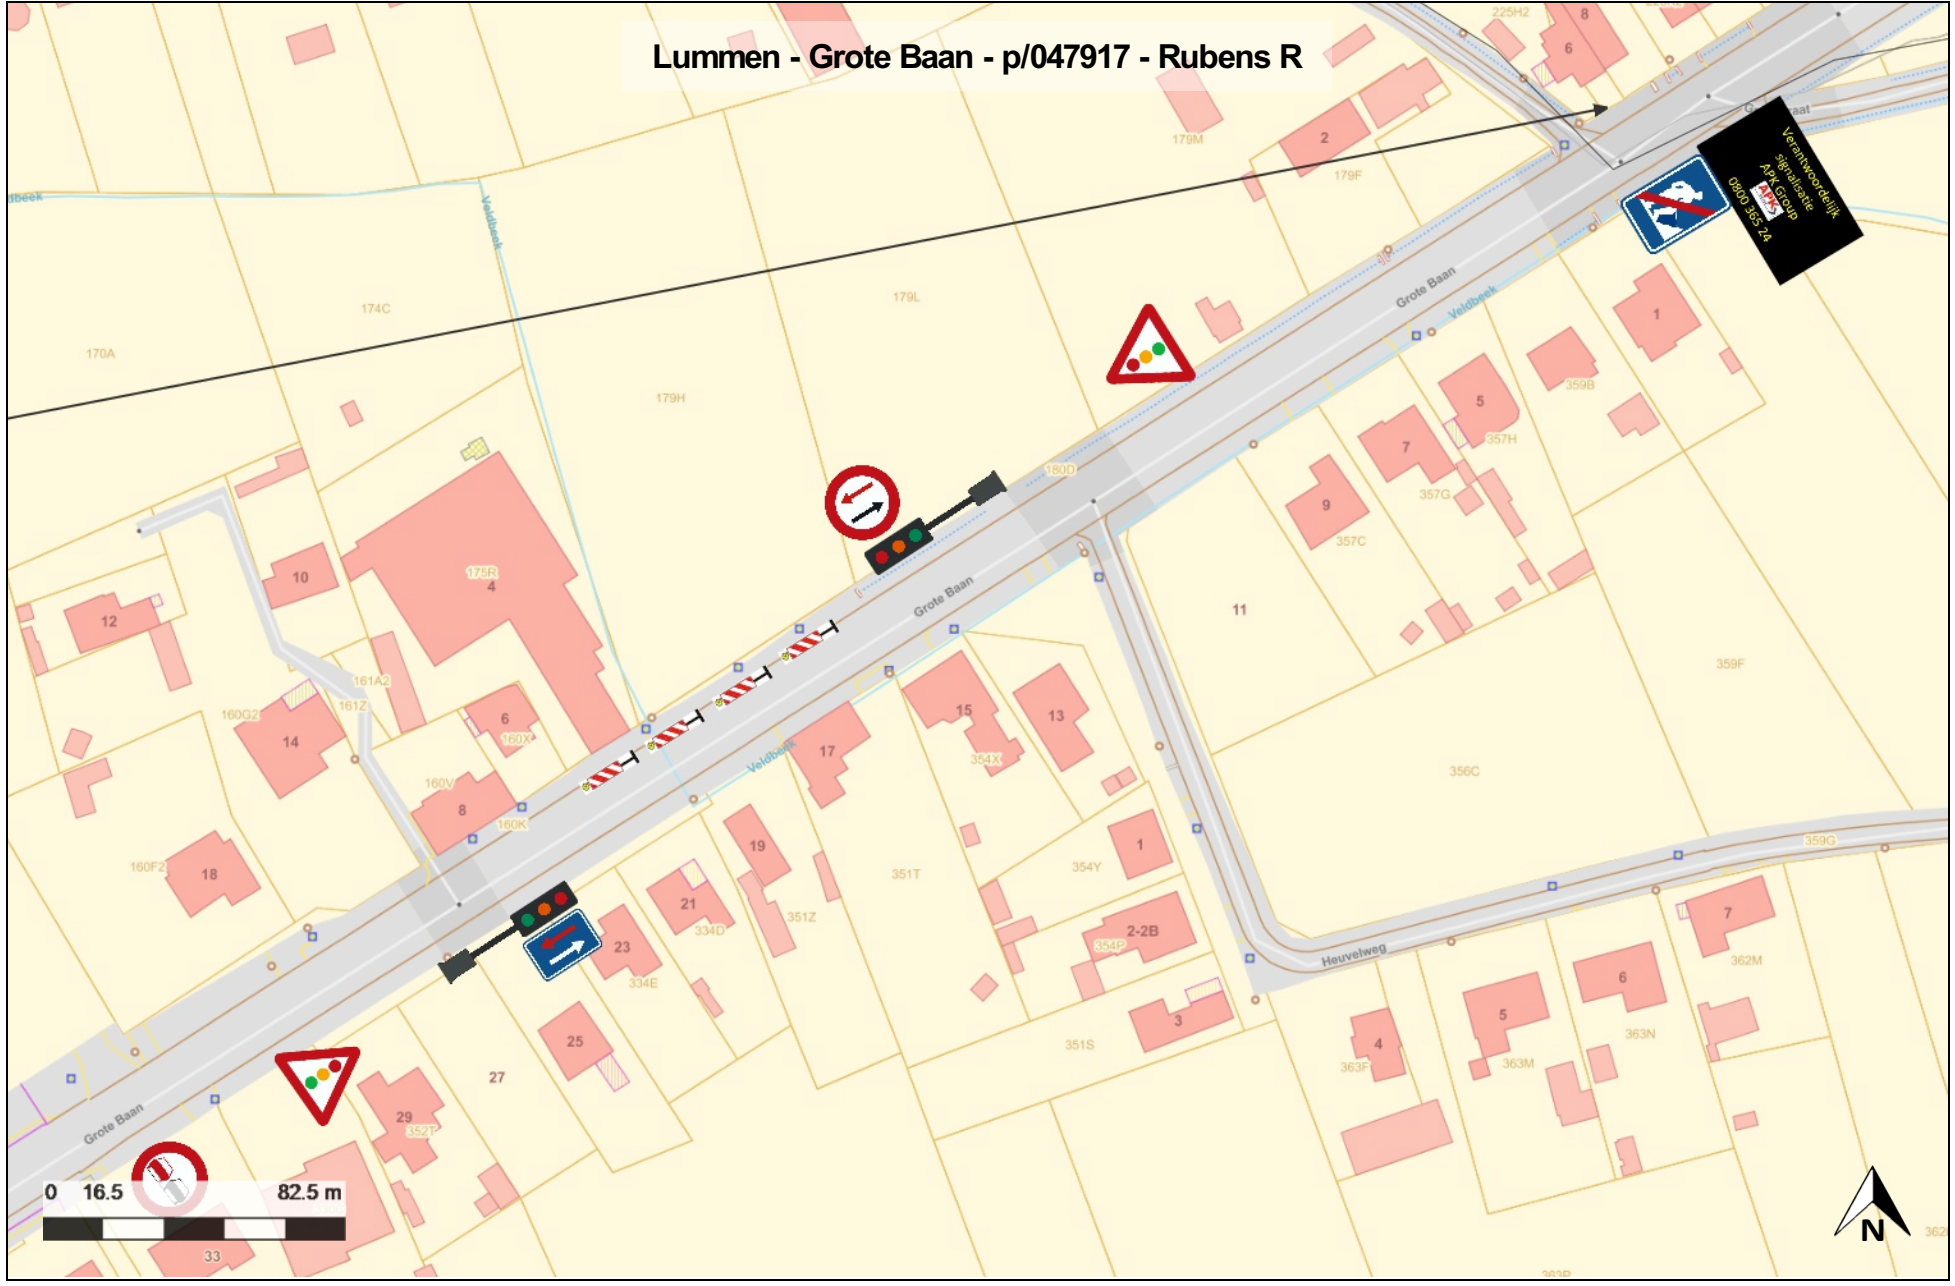 Lummen - Grote Baan - p/047917 - Rubens R
225H2
8
6
Verantwoordelijk
signalisatie
APK Group
APK
0800 365 24
dbeek
Veldbeek
179M
2
179F
174C
179L
170A
Grote Baan
Veldbeek
1
359B
5
357H
7
357G
179H
180D
9
357C
175R
4
10
12
Grote Baan
11
161A2
161Z
160G2
14
6
160X
160V
8
160K
15
13
354X
17
Veldbeek
359F
356C
359G
160F2
18
19
1
354Y
351T
21
334D
351Z
23
334E
2-2B
354P
Heuvelweg
7
362M
6
363N
5
363M
4
363F
25
3
351S
27
29
352T
Grote Baan
0 16.5 82.5 m
33
N